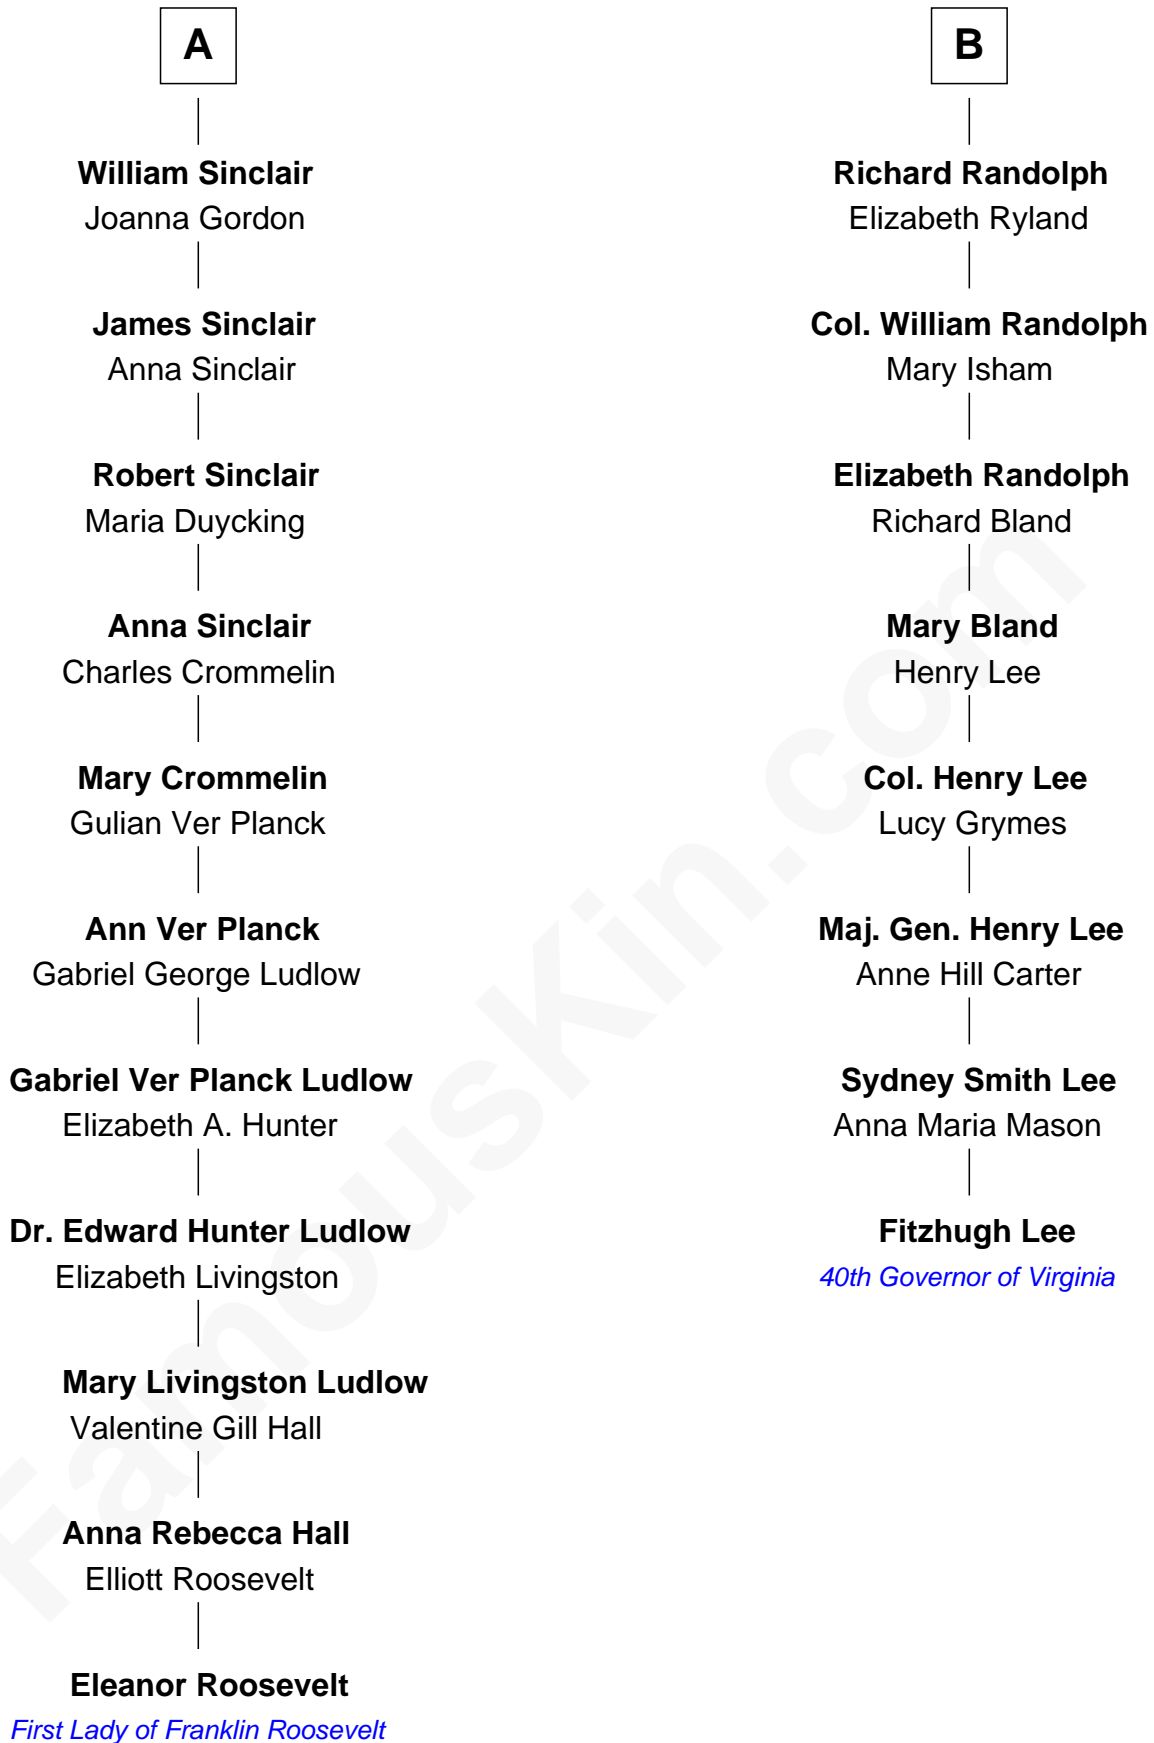 A
William Sinclair
Joanna Gordon
James Sinclair
Anna Sinclair
Robert Sinclair
Maria Duycking
Anna Sinclair
Charles Crommelin
Mary Crommelin
Gulian Ver Planck
Ann Ver Planck
Gabriel George Ludlow
Gabriel Ver Planck Ludlow
Elizabeth A. Hunter
Dr. Edward Hunter Ludlow
Elizabeth Livingston
Mary Livingston Ludlow
Valentine Gill Hall
Anna Rebecca Hall
Elliott Roosevelt
Eleanor Roosevelt
First Lady of Franklin Roosevelt
B
Richard Randolph
Elizabeth Ryland
Col. William Randolph
Mary Isham
Elizabeth Randolph
Richard Bland
Mary Bland
Henry Lee
Col. Henry Lee
Lucy Grymes
Maj. Gen. Henry Lee
Anne Hill Carter
Sydney Smith Lee
Anna Maria Mason
Fitzhugh Lee
40th Governor of Virginia
FamousKin.com